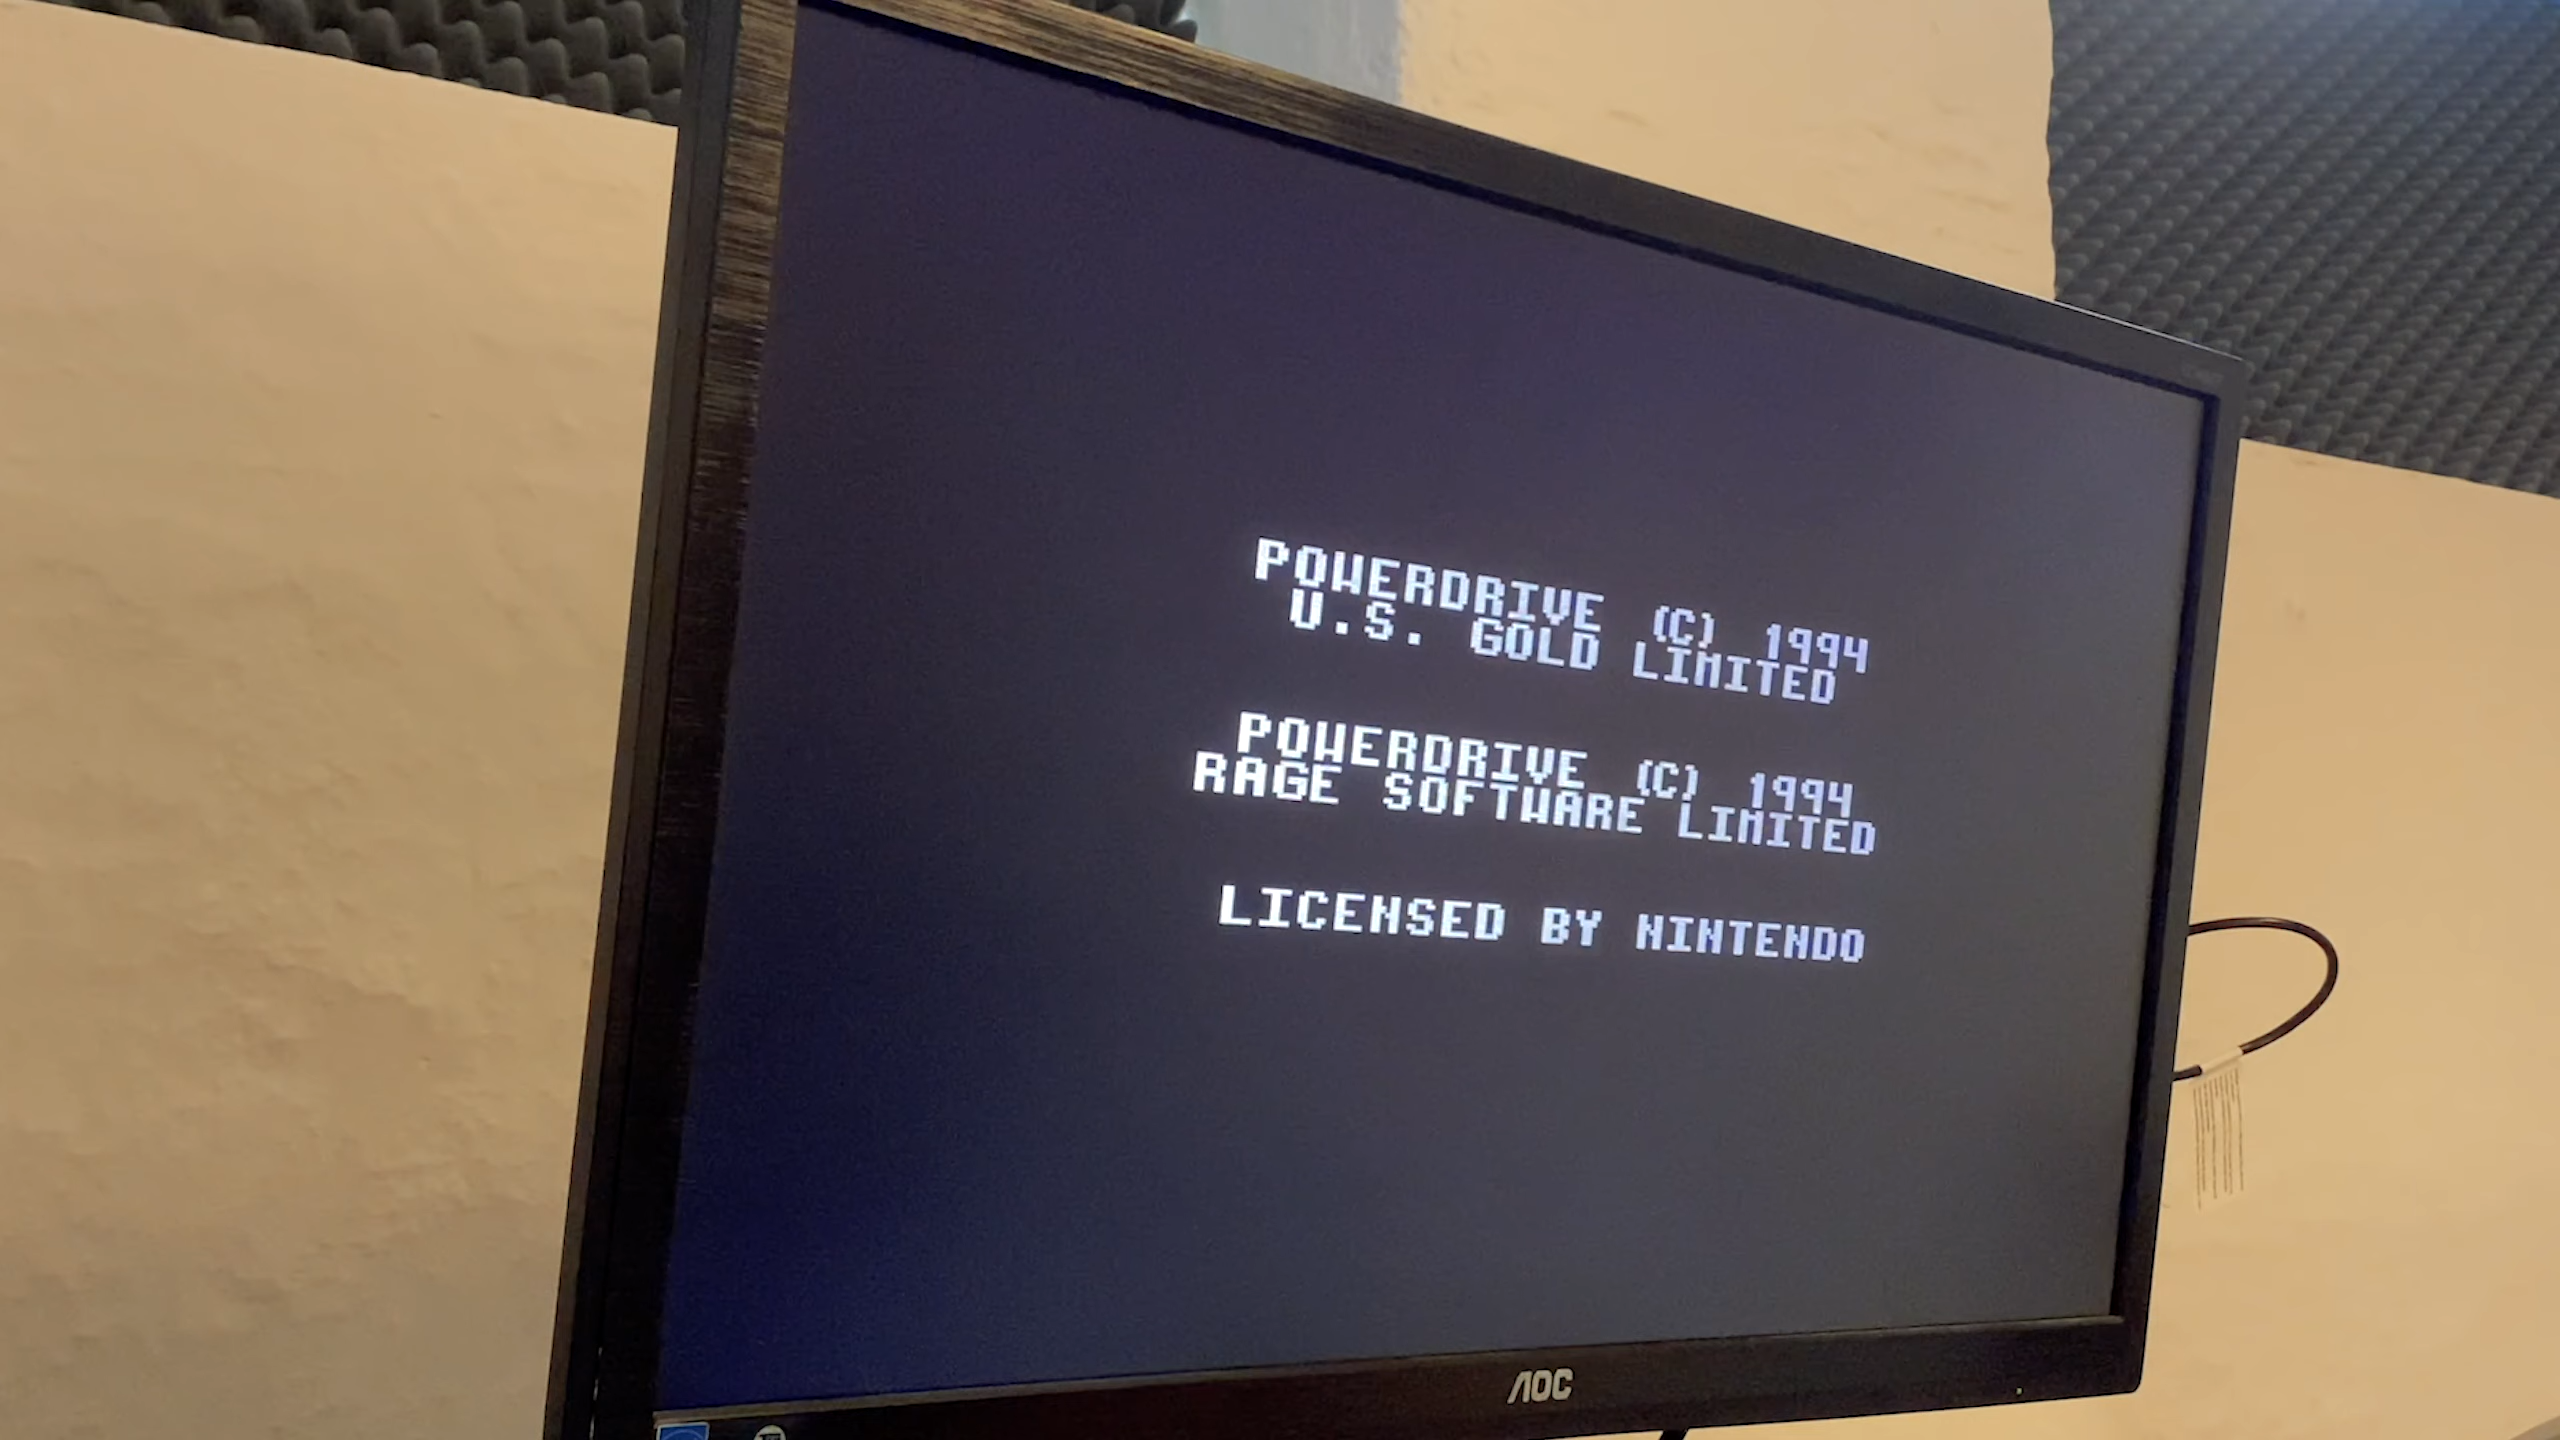 POWERDRIVE (C) 1994
U.S. GOLD LIMITED
POWERDRIVE (C) 1994
RAGE SOFTWARE LIMITED
LICENSED BY NINTENDO
AOC